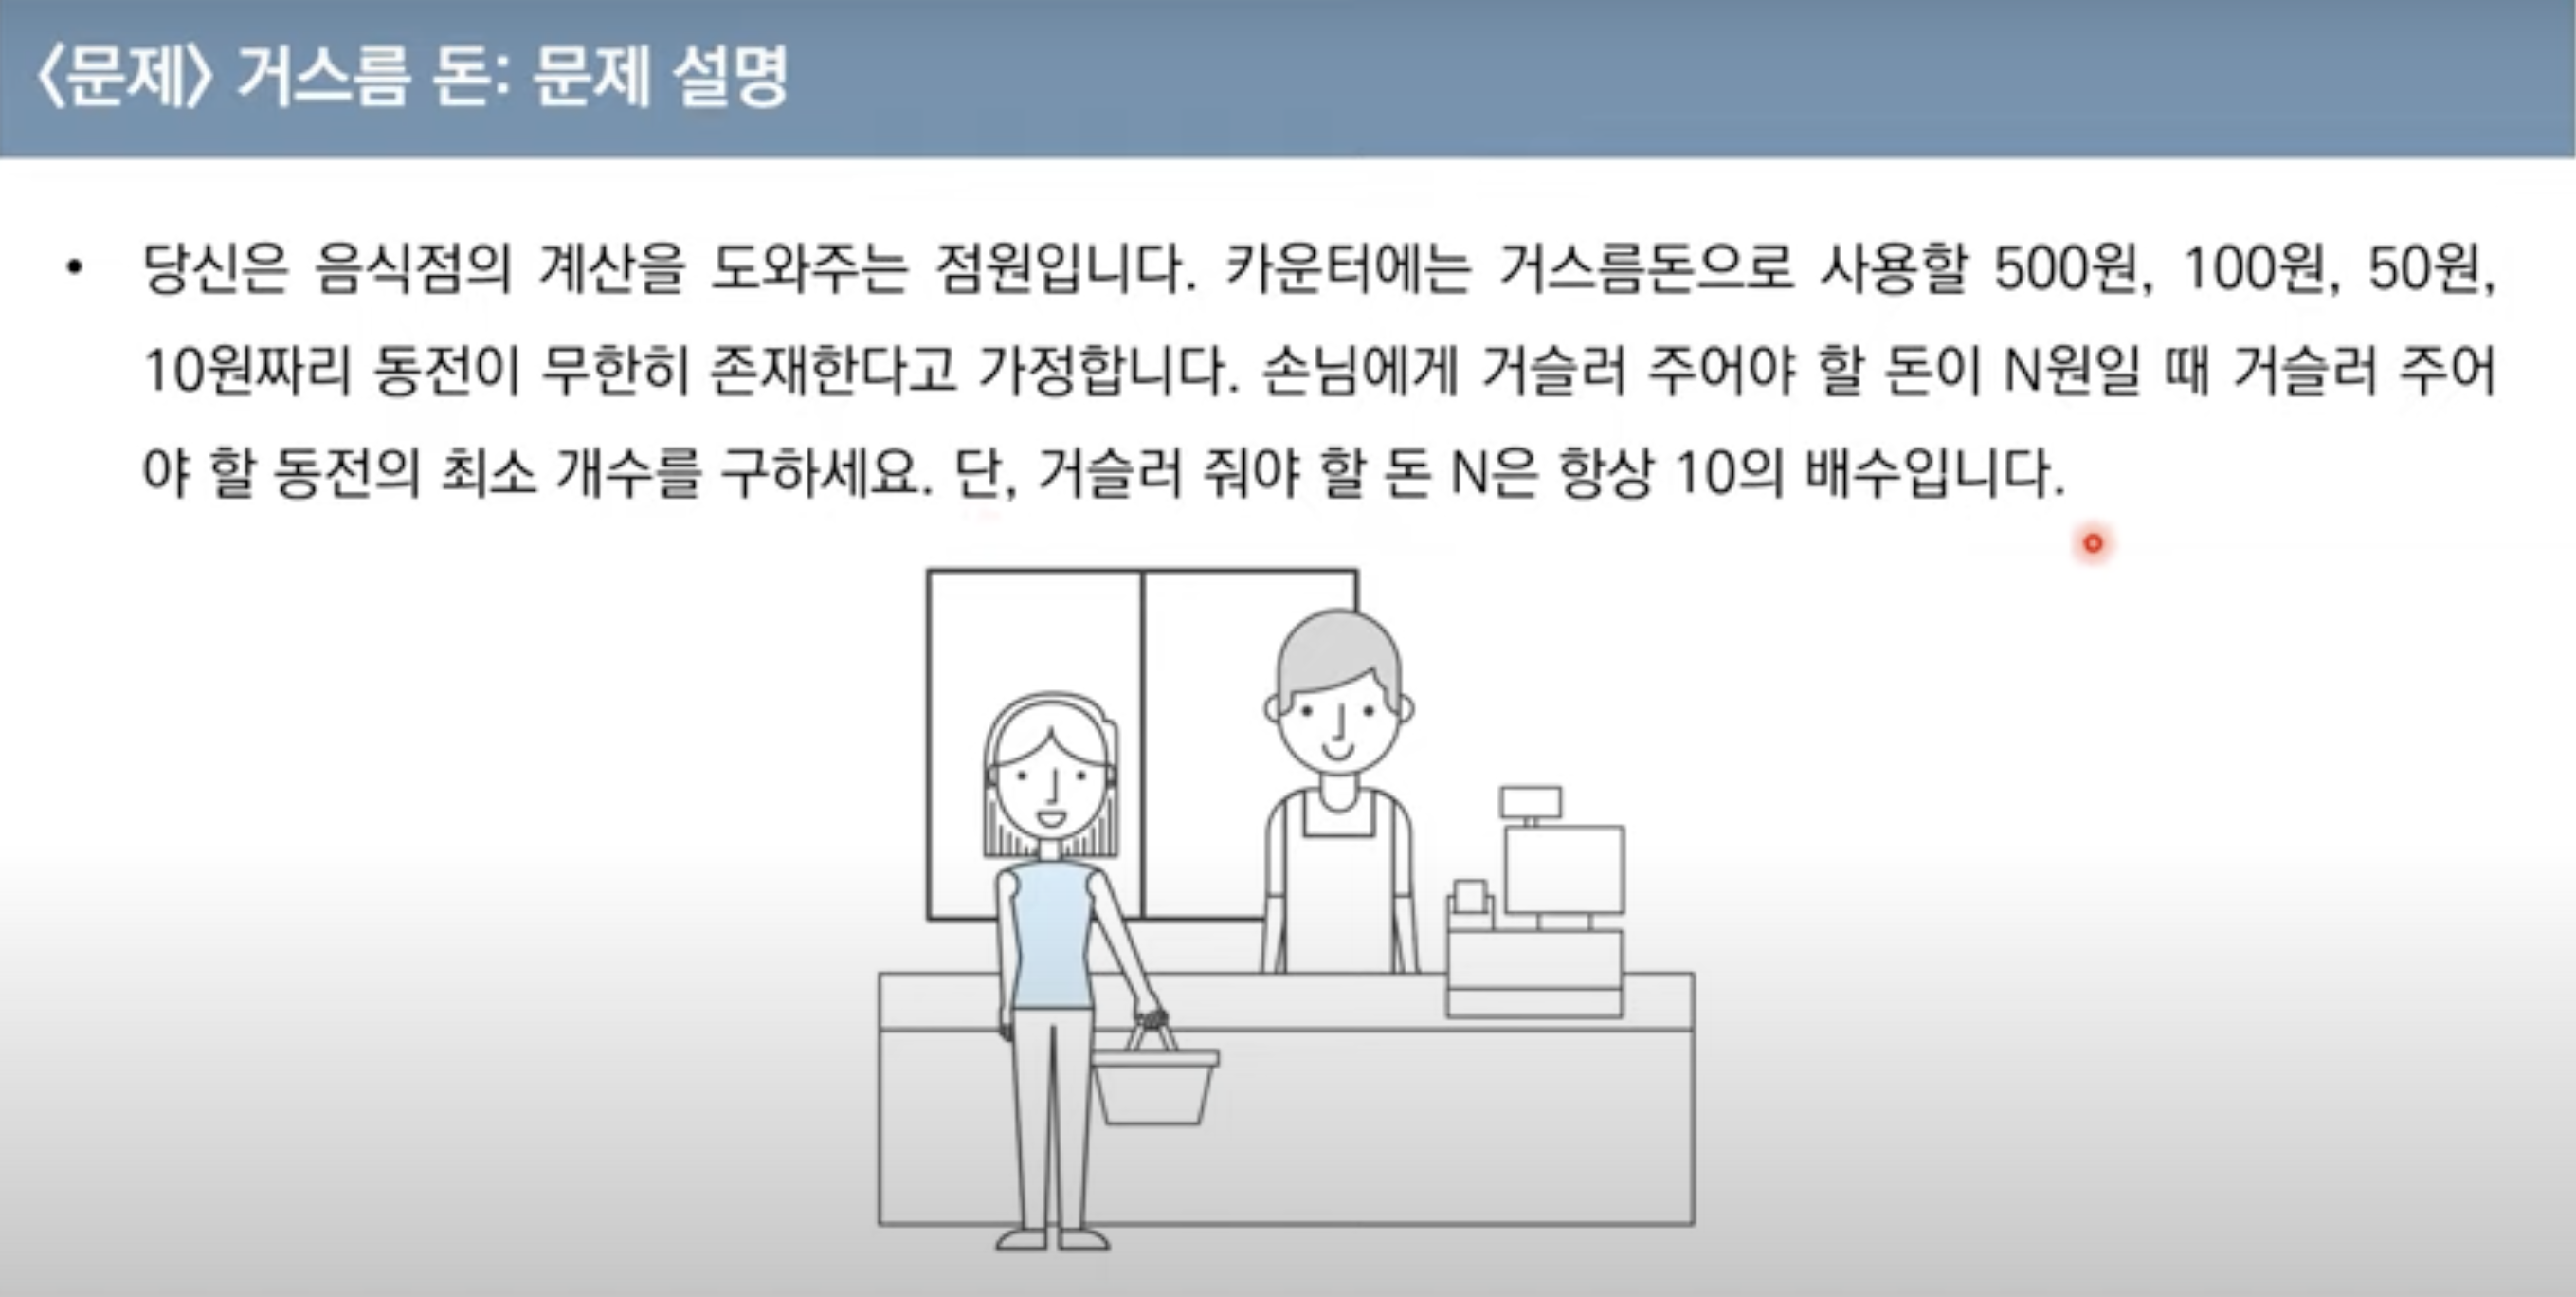 <문제> 거스름 돈: 문제 설명
• 당신은 음식점의 계산을 도와주는 점원입니다. 카운터에는 거스름돈으로 사용할 500원, 100원, 50원,
10원짜리 동전이 무한히 존재한다고 가정합니다. 손님에게 거슬러 주어야 할 돈이 N원일 때 거슬러 주어
야 할 동전의 최소 개수를 구하세요. 단, 거슬러 줘야 할 돈 N은 항상 10의 배수입니다.